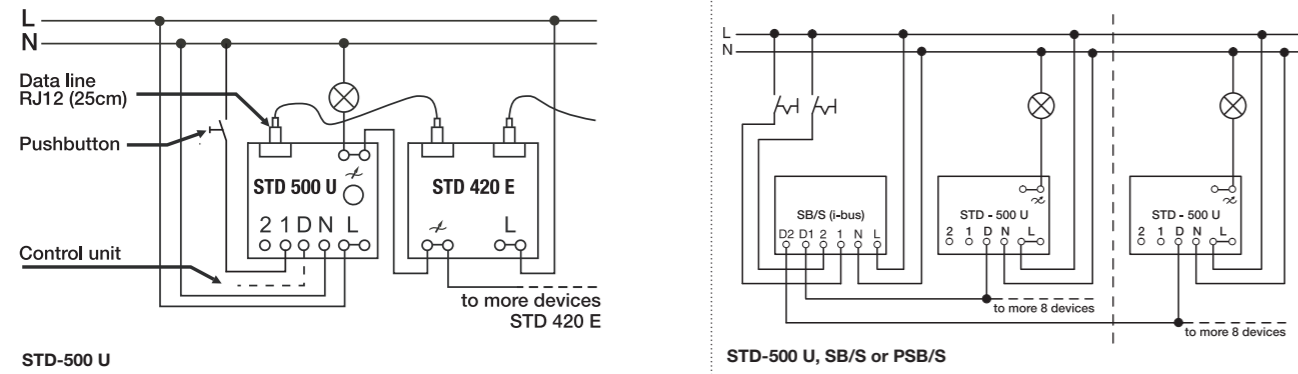 L
N
Data line
RJ12 (25cm)
Pushbutton
STD 500 U
STD 420 E
2 1 D N L
L
Control unit
to more devices
STD 420 E
STD-500 U
L
N
SB/S (i-bus)
D2 D1 2 1 N L
STD - 500 U
2 1 D N L
to more 8 devices
STD - 500 U
2 1 D N L
to more 8 devices
STD-500 U, SB/S or PSB/S